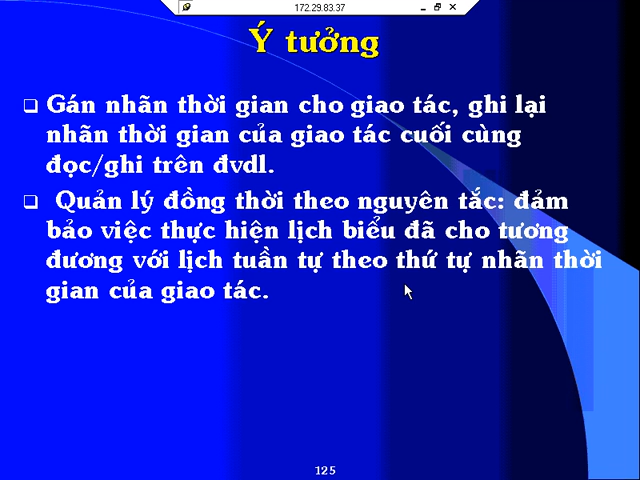 172.29.83.37
Ý tưởng
Gán nhãn thời gian cho giao tác, ghi lại
nhãn thời gian của giao tác cuối cùng
đọc/ghi trên đvdl.
Quản lý đồng thời theo nguyên tắc: đảm
bảo việc thực hiện lịch biểu đã cho tương
đương với lịch tuần tự theo thứ tự nhãn thời
gian của giao tác.
125